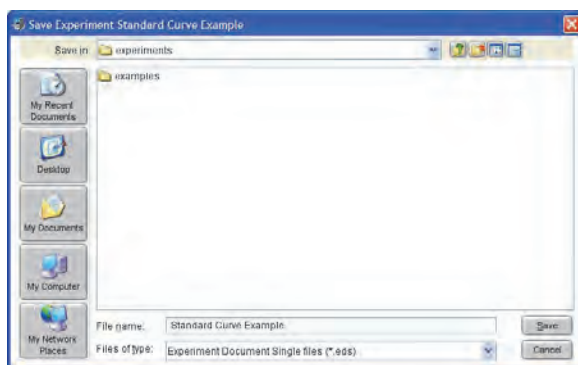 Save Experiment Standard Curve Example
Save in
experiments
examples
My Recent
Documents
Desktop
My Documents
My Computer
My Network
Places
File name:
Standard Curve Example
Save
Files of type:
Experiment Document Single files (*.eds)
Cancel